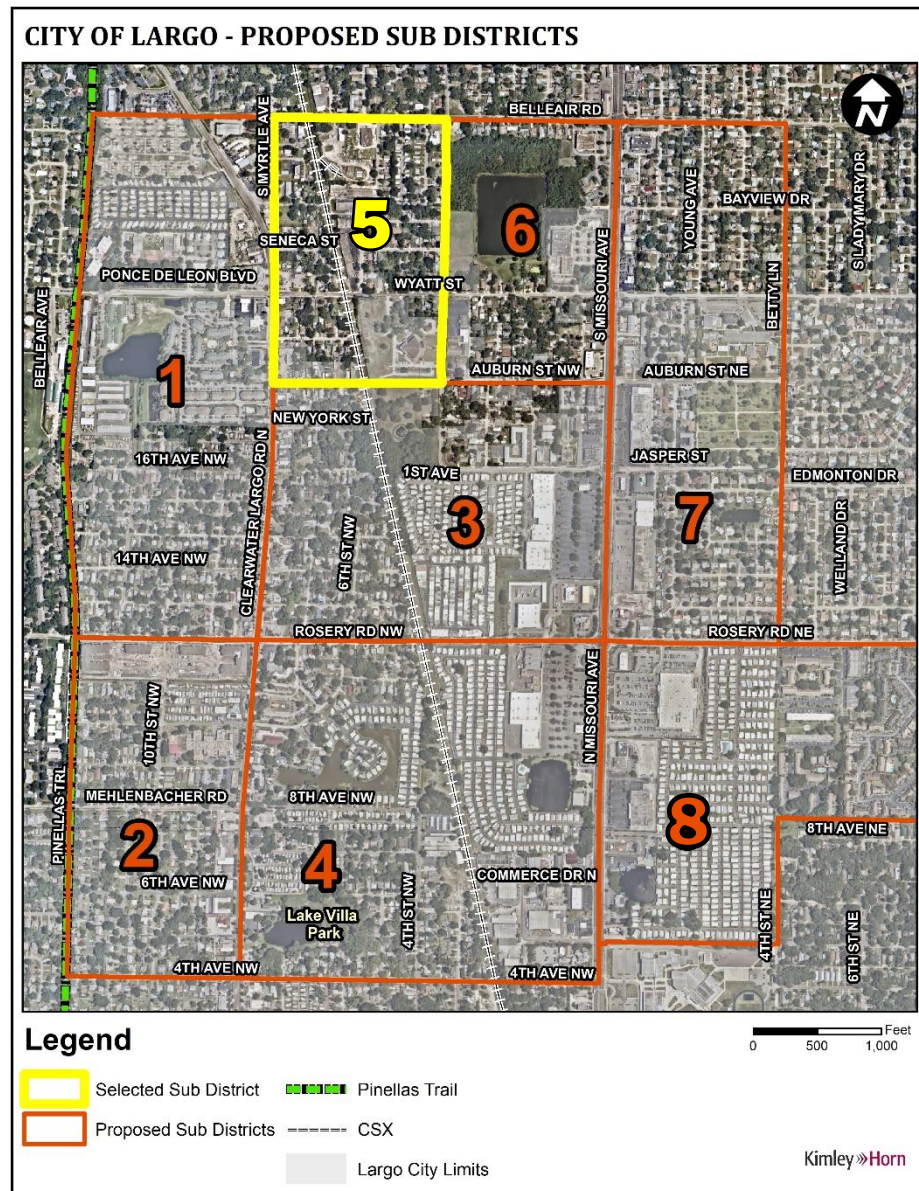 CITY OF LARGO - PROPOSED SUB DISTRICTS
BELLEAIR RD
S MYRTLE AVE
N
YOUNG AVE
BAYVIEW DR
S LADY MARY DR
5
6
SENECA ST
S MISSOURI AVE
PONCE DE LEON BLVD
WYATT ST
BETTY LN
BELLEAIR AVE
1
AUBURN ST NW
AUBURN ST NE
NEW YORK ST
16TH AVE NW
1ST AVE
JASPER ST
EDMONTON DR
CLEARWATER LARGO RD N
3
7
14TH AVE NW
6TH ST NW
WELLAND DR
ROSERY RD NW
ROSERY RD NE
10TH ST NW
N MISSOURI AVE
MEHLENBACHER RD
8TH AVE NW
PINELLAS TRL
2
4
8
8TH AVE NE
6TH AVE NW
COMMERCE DR N
Lake Villa
Park
4TH ST NW
4TH ST NE
6TH ST NE
4TH AVE NW
4TH AVE NW
Legend
Feet
0 500 1,000
Selected Sub District
Pinellas Trail
Proposed Sub Districts
CSX
Largo City Limits
Kimley»Horn